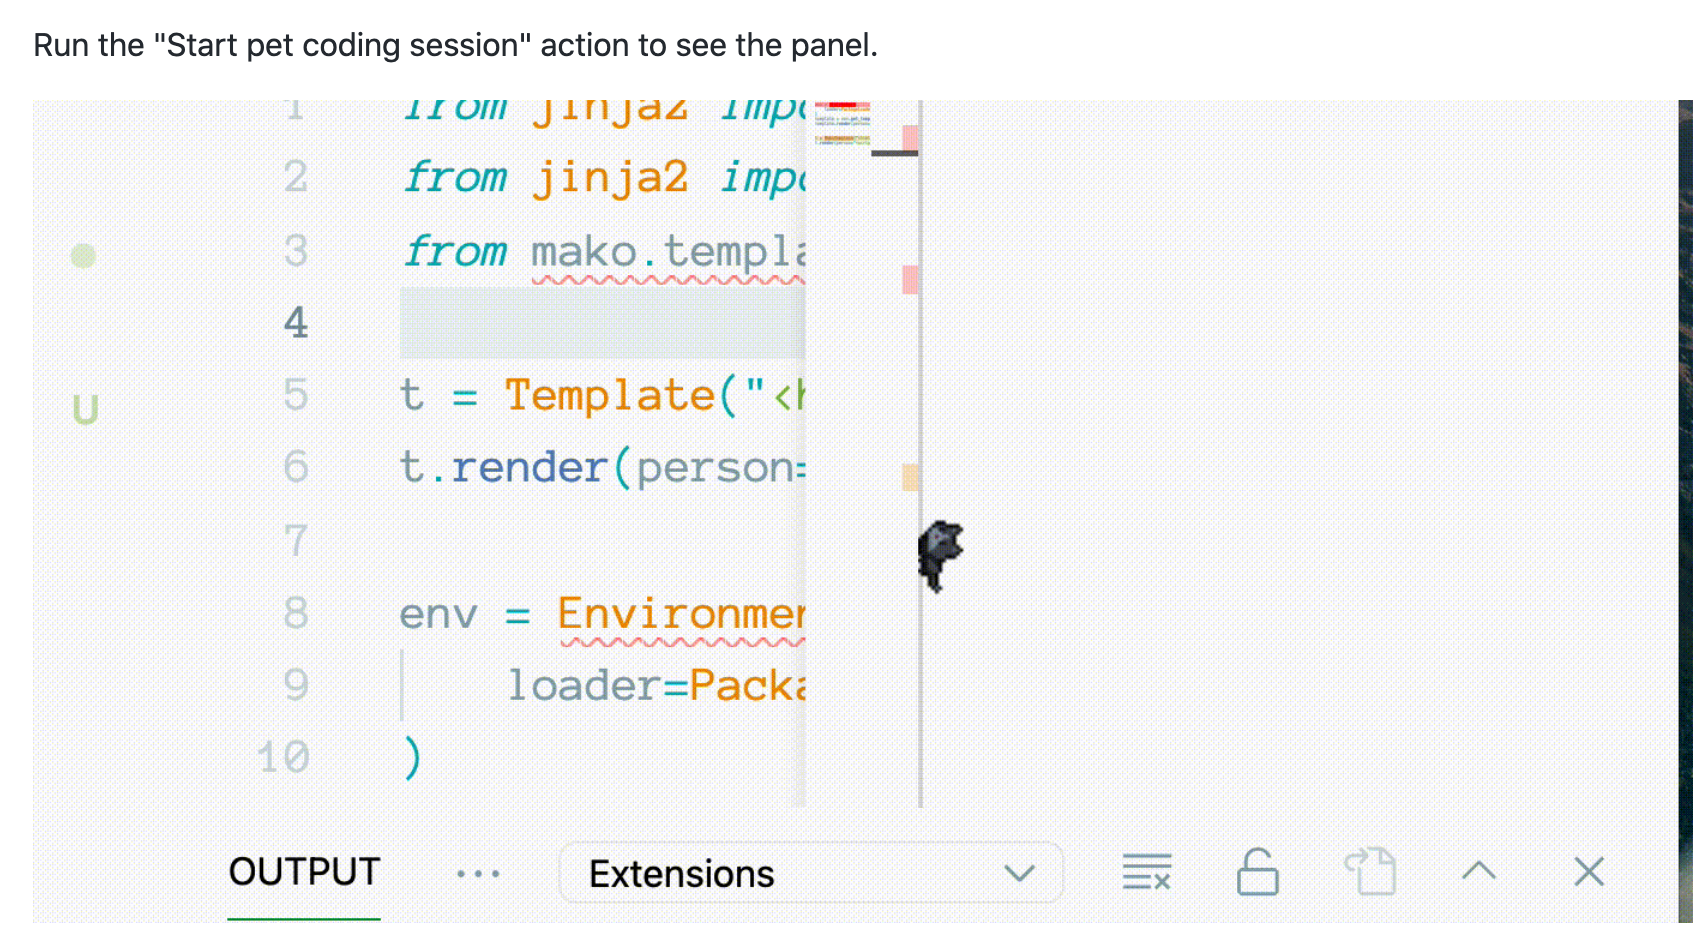 Run the "Start pet coding session" action to see the panel.
1 from jinja2 impo
2 from jinja2 impo
3 from mako.templa
4
U
5 t = Template("<h
6 t.render(person=
7
8 env = Environmen
9 loader=Packa
10 )
OUTPUT ... Extensions